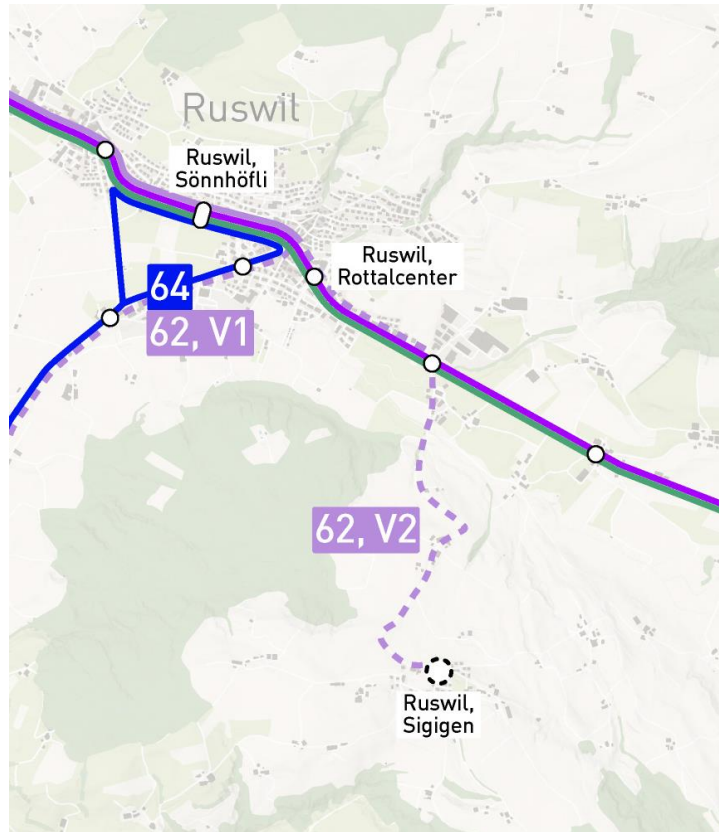 Ruswil
Ruswil,
Sönnhöfli
Ruswil,
Rottalcenter
64
62, V1
62, V2
Ruswil,
Sigigen